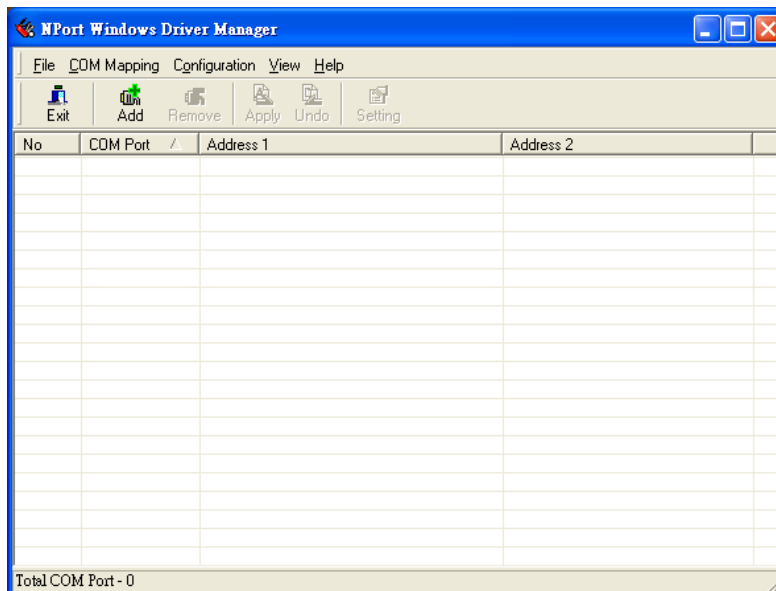 NPort Windows Driver Manager
File COM Mapping Configuration View Help
Exit Add Remove Apply Undo Setting
No COM Port Address 1 Address 2
Total COM Port - 0